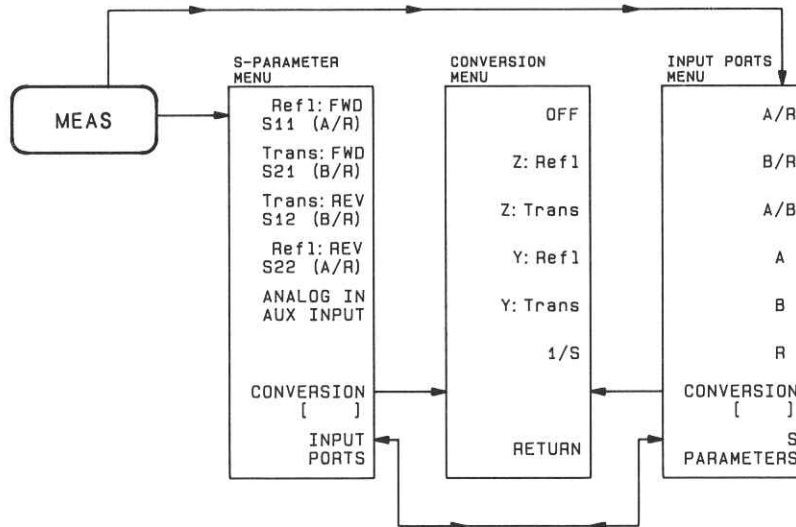 MEAS
S-PARAMETER
MENU
Refl: FWD
S11 (A/R)
Trans: FWD
S21 (B/R)
Trans: REV
S12 (B/R)
Refl: REV
S22 (A/R)
ANALOG IN
AUX INPUT
CONVERSION
[ ]
INPUT
PORTS
CONVERSION
MENU
OFF
Z: Refl
Z: Trans
Y: Refl
Y: Trans
1/S
RETURN
INPUT PORTS
MENU
A/R
B/R
A/B
A
B
R
CONVERSION
[ ]
S
PARAMETERS